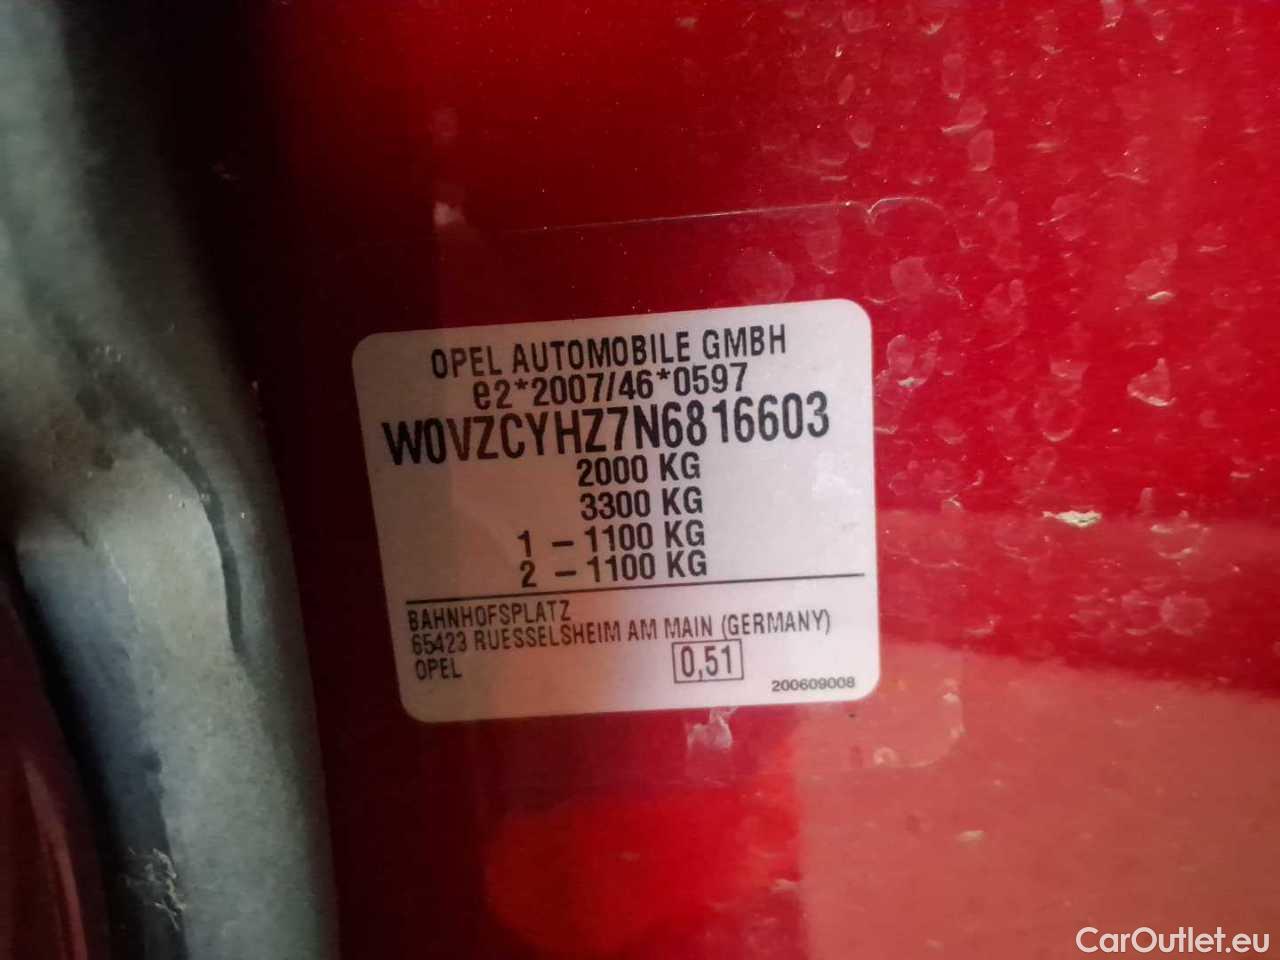 OPEL AUTOMOBILE GMBH
e2*2007/46*0597
W0VZCYHZ7N6816603
2000 KG
3300 KG
1 – 1100 KG
2 – 1100 KG
BAHNHOFSPLATZ
65423 RUESSELSHEIM AM MAIN (GERMANY)
OPEL
0,51
200609008
CarOutlet.eu